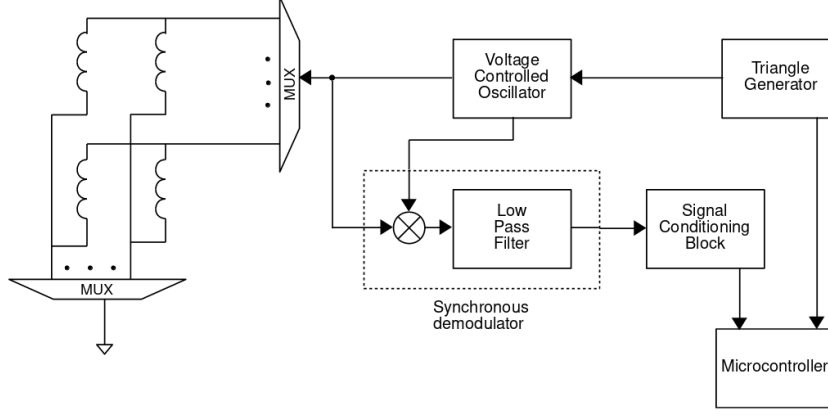 MUX
Voltage
Controlled
Oscillator
Triangle
Generator
Low
Pass
Filter
Signal
Conditioning
Block
MUX
Synchronous
demodulator
Microcontroller